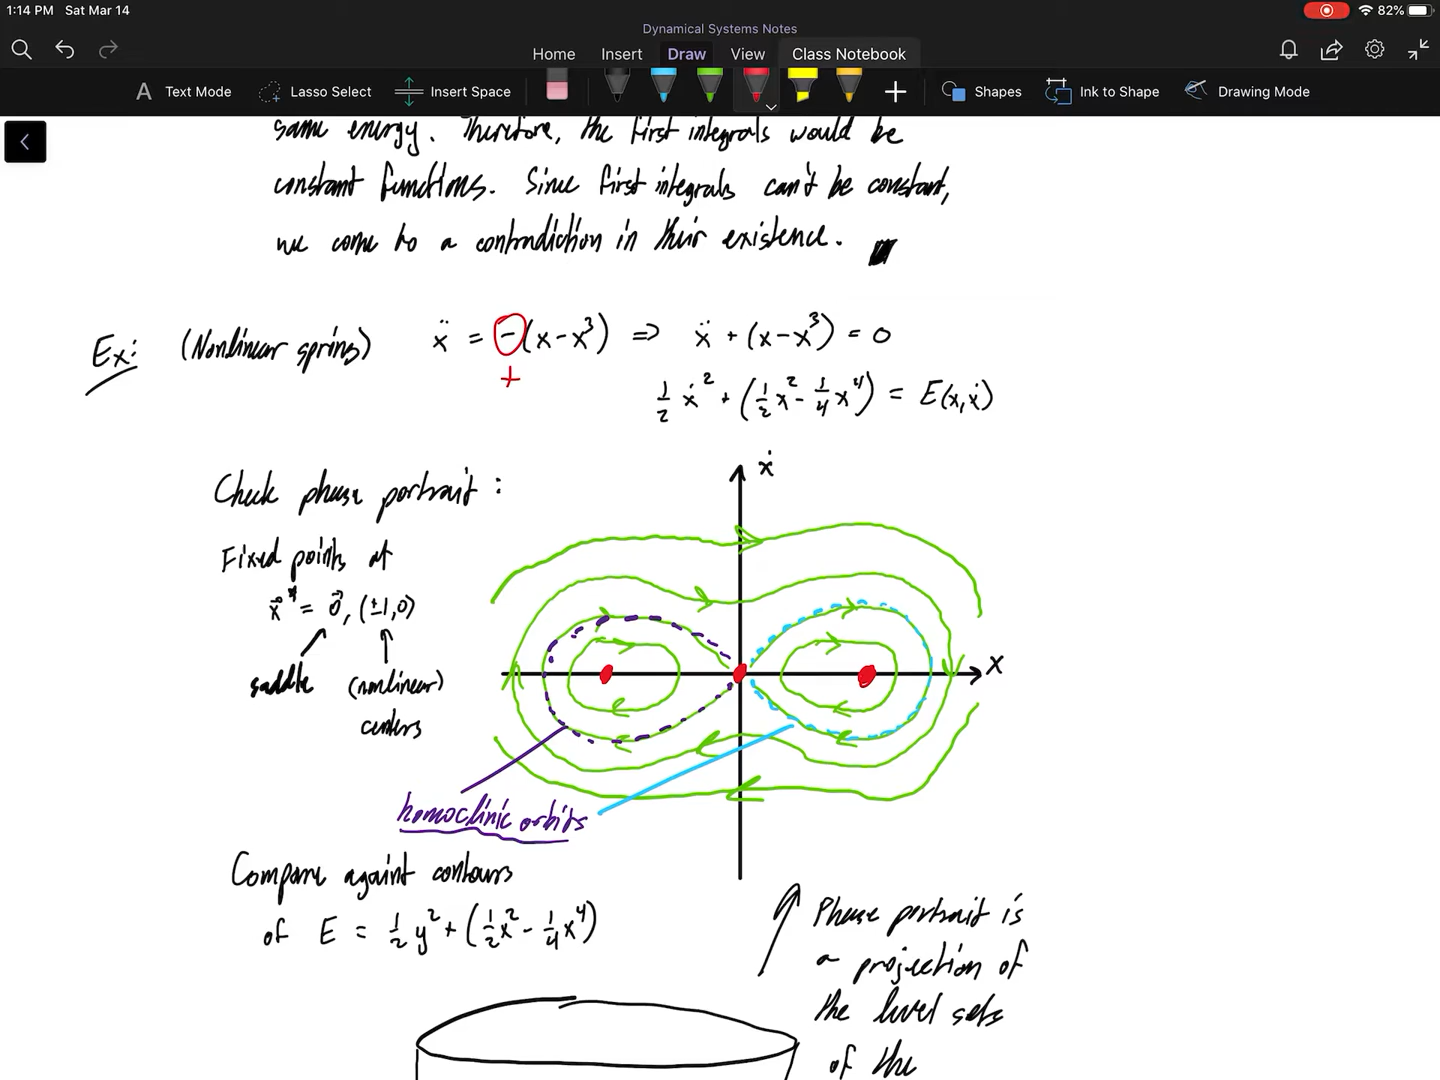 1:14 PM Sat Mar 14
82%
Dynamical Systems Notes
Home Insert Draw View Class Notebook
A Text Mode Lasso Select Insert Space Shapes Ink to Shape Drawing Mode
same energy. Therefore, the first integrals would be
constant functions. Since first integrals can't be constant,
we come to a contradiction in their existence.
Ex: (Nonlinear spring) ẍ = -(x-x³) => ẍ + (x-x³) = 0
+
½ ẋ² + (½x² - ¼x⁴) = E(x,ẋ)
ẋ
Check phase portrait :
Fixed points at
x⃗* = 0⃗, (±1,0)
saddle (nonlinear)
centers
x
homoclinic orbits
Compare againt contours
of E = ½y² + (½x² - ¼x⁴)
Phase portrait is
a projection of
the level sets
of the